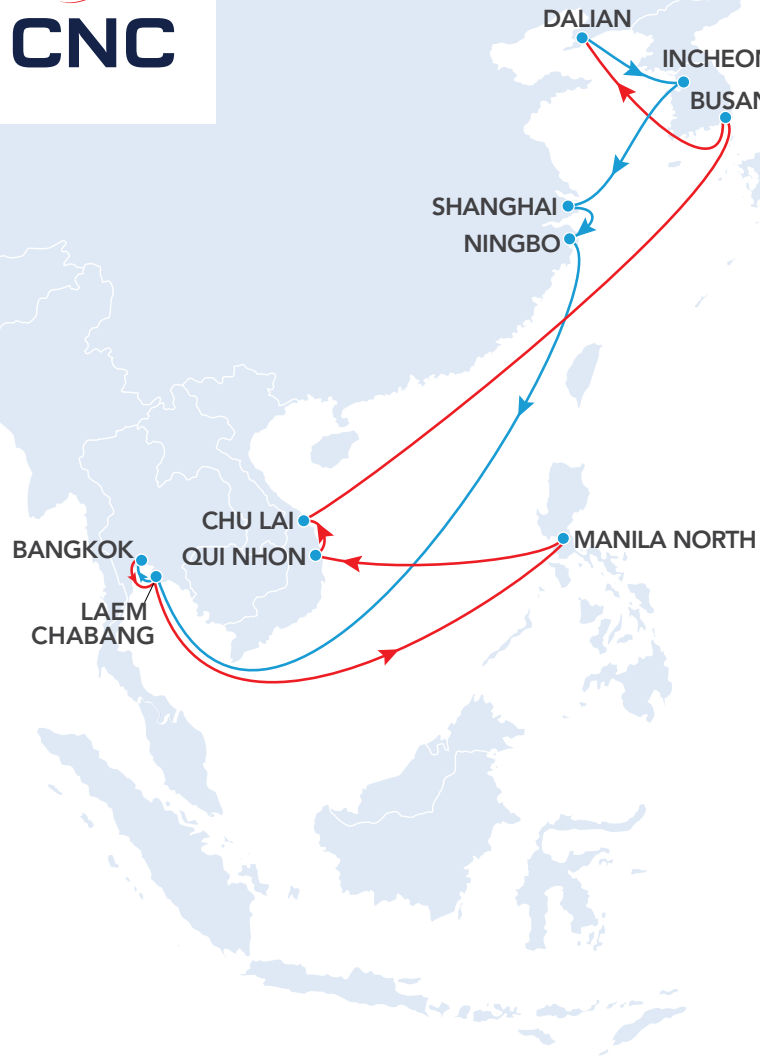 CNC
DALIAN
INCHEON
BUSAN
SHANGHAI
NINGBO
CHU LAI
BANGKOK
QUI NHON
MANILA NORTH
LAEM
CHABANG